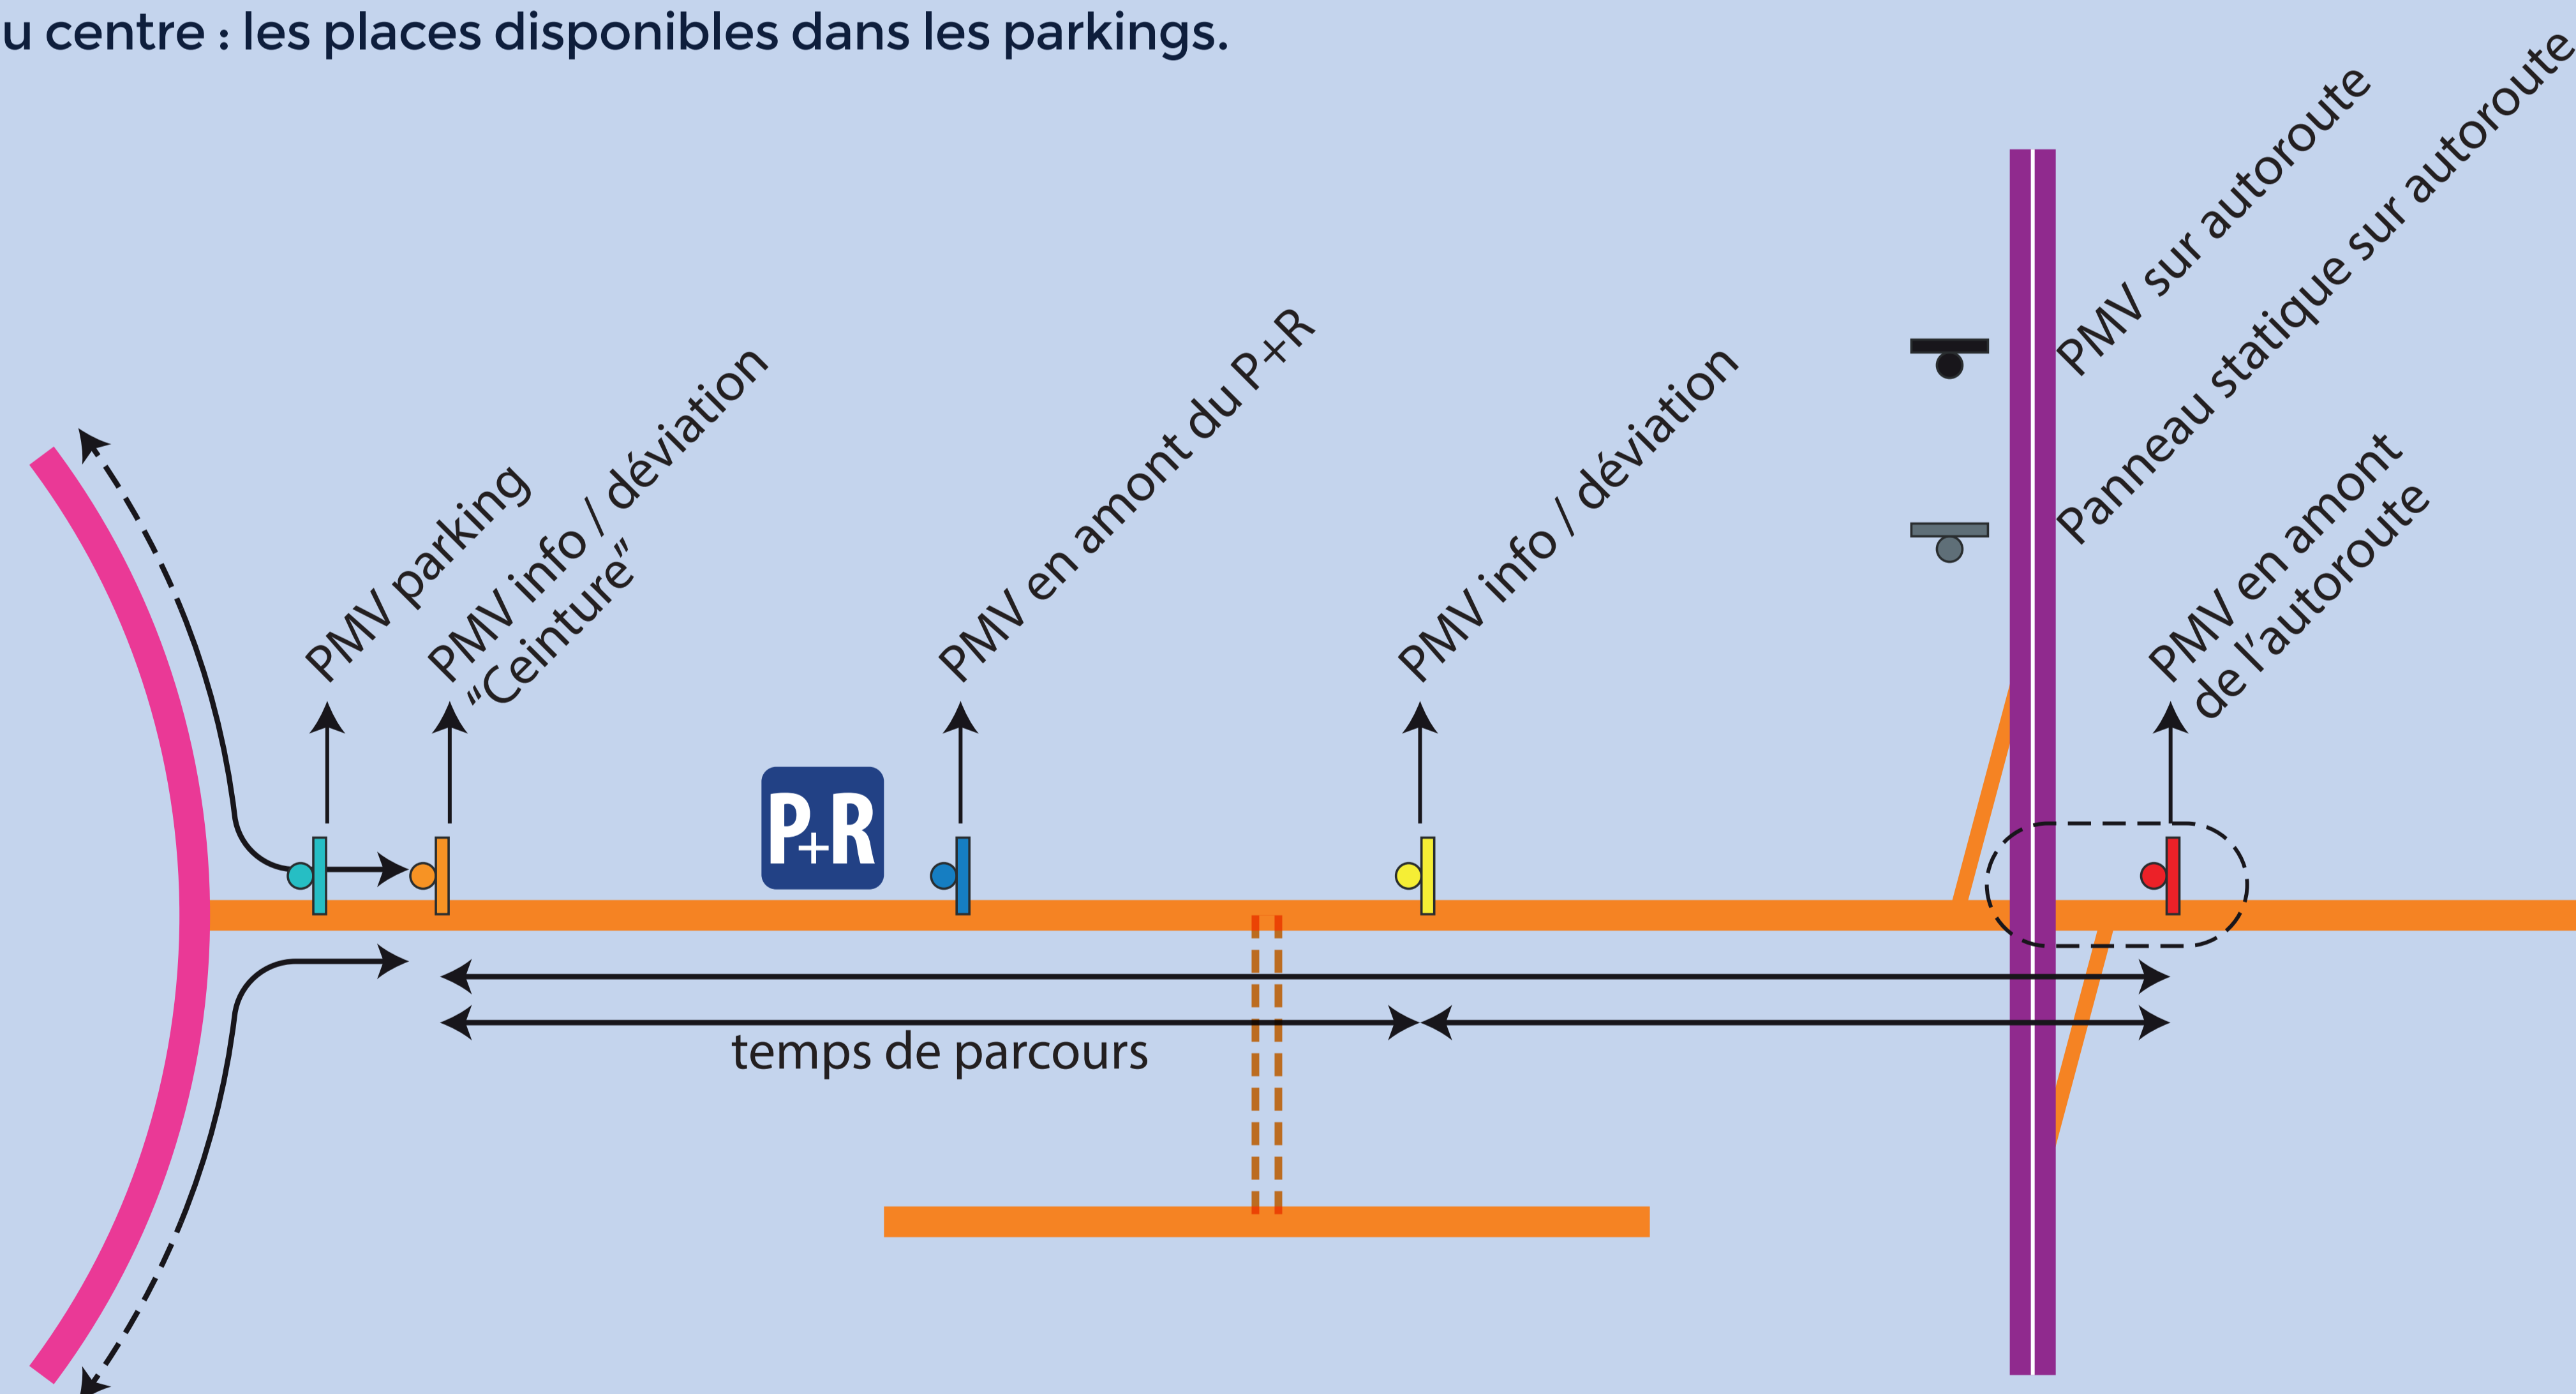 u centre : les places disponibles dans les parkings.
PMV parking
PMV info / déviation
“Ceinture”
PMV en amont du P+R
PMV info / déviation
PMV sur autoroute
Panneau statique sur autoroute
PMV en amont
de l’autoroute
P+R
temps de parcours